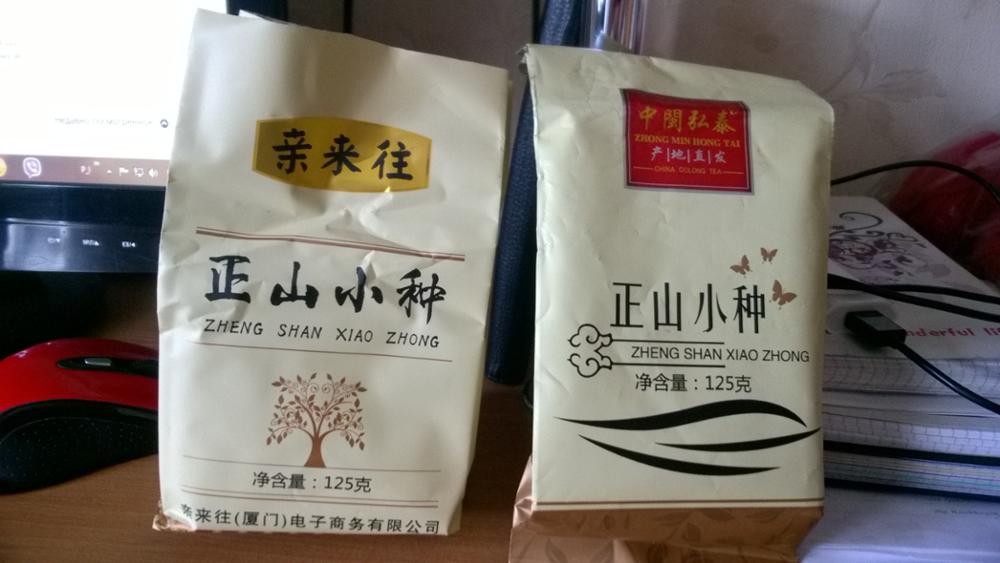 亲来往
正山小种
ZHENG SHAN XIAO ZHONG
净含量：125克
亲来往(厦门)电子商务有限公司
中閩弘泰
ZHONG MIN HONG TAI
产|地|直|发
CHINA OOLONG TEA
正山小种
ZHENG SHAN XIAO ZHONG
净含量：125克